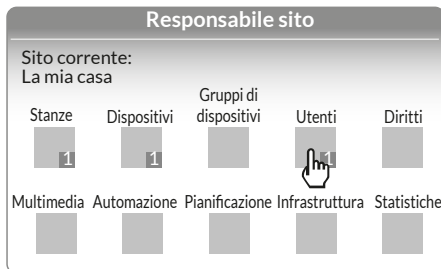 Responsabile sito
Sito corrente:
La mia casa
Stanze
Dispositivi
Gruppi di
dispositivi
Utenti
Diritti
1
1
1
Multimedia Automazione Pianificazione Infrastruttura Statistiche